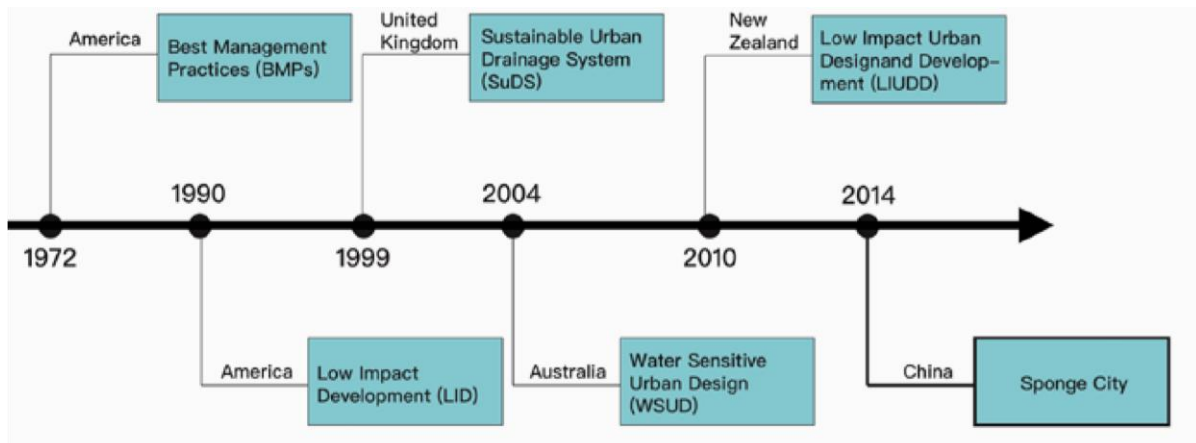 America
Best Management
Practices (BMPs)
United
Kingdom
Sustainable Urban
Drainage System
(SuDS)
New
Zealand
Low Impact Urban
Designand Develop-
ment (LIUDD)
1990
2004
2014
1972
1999
2010
America
Low Impact
Development (LID)
Australia
Water Sensitive
Urban Design
(WSUD)
China
Sponge City